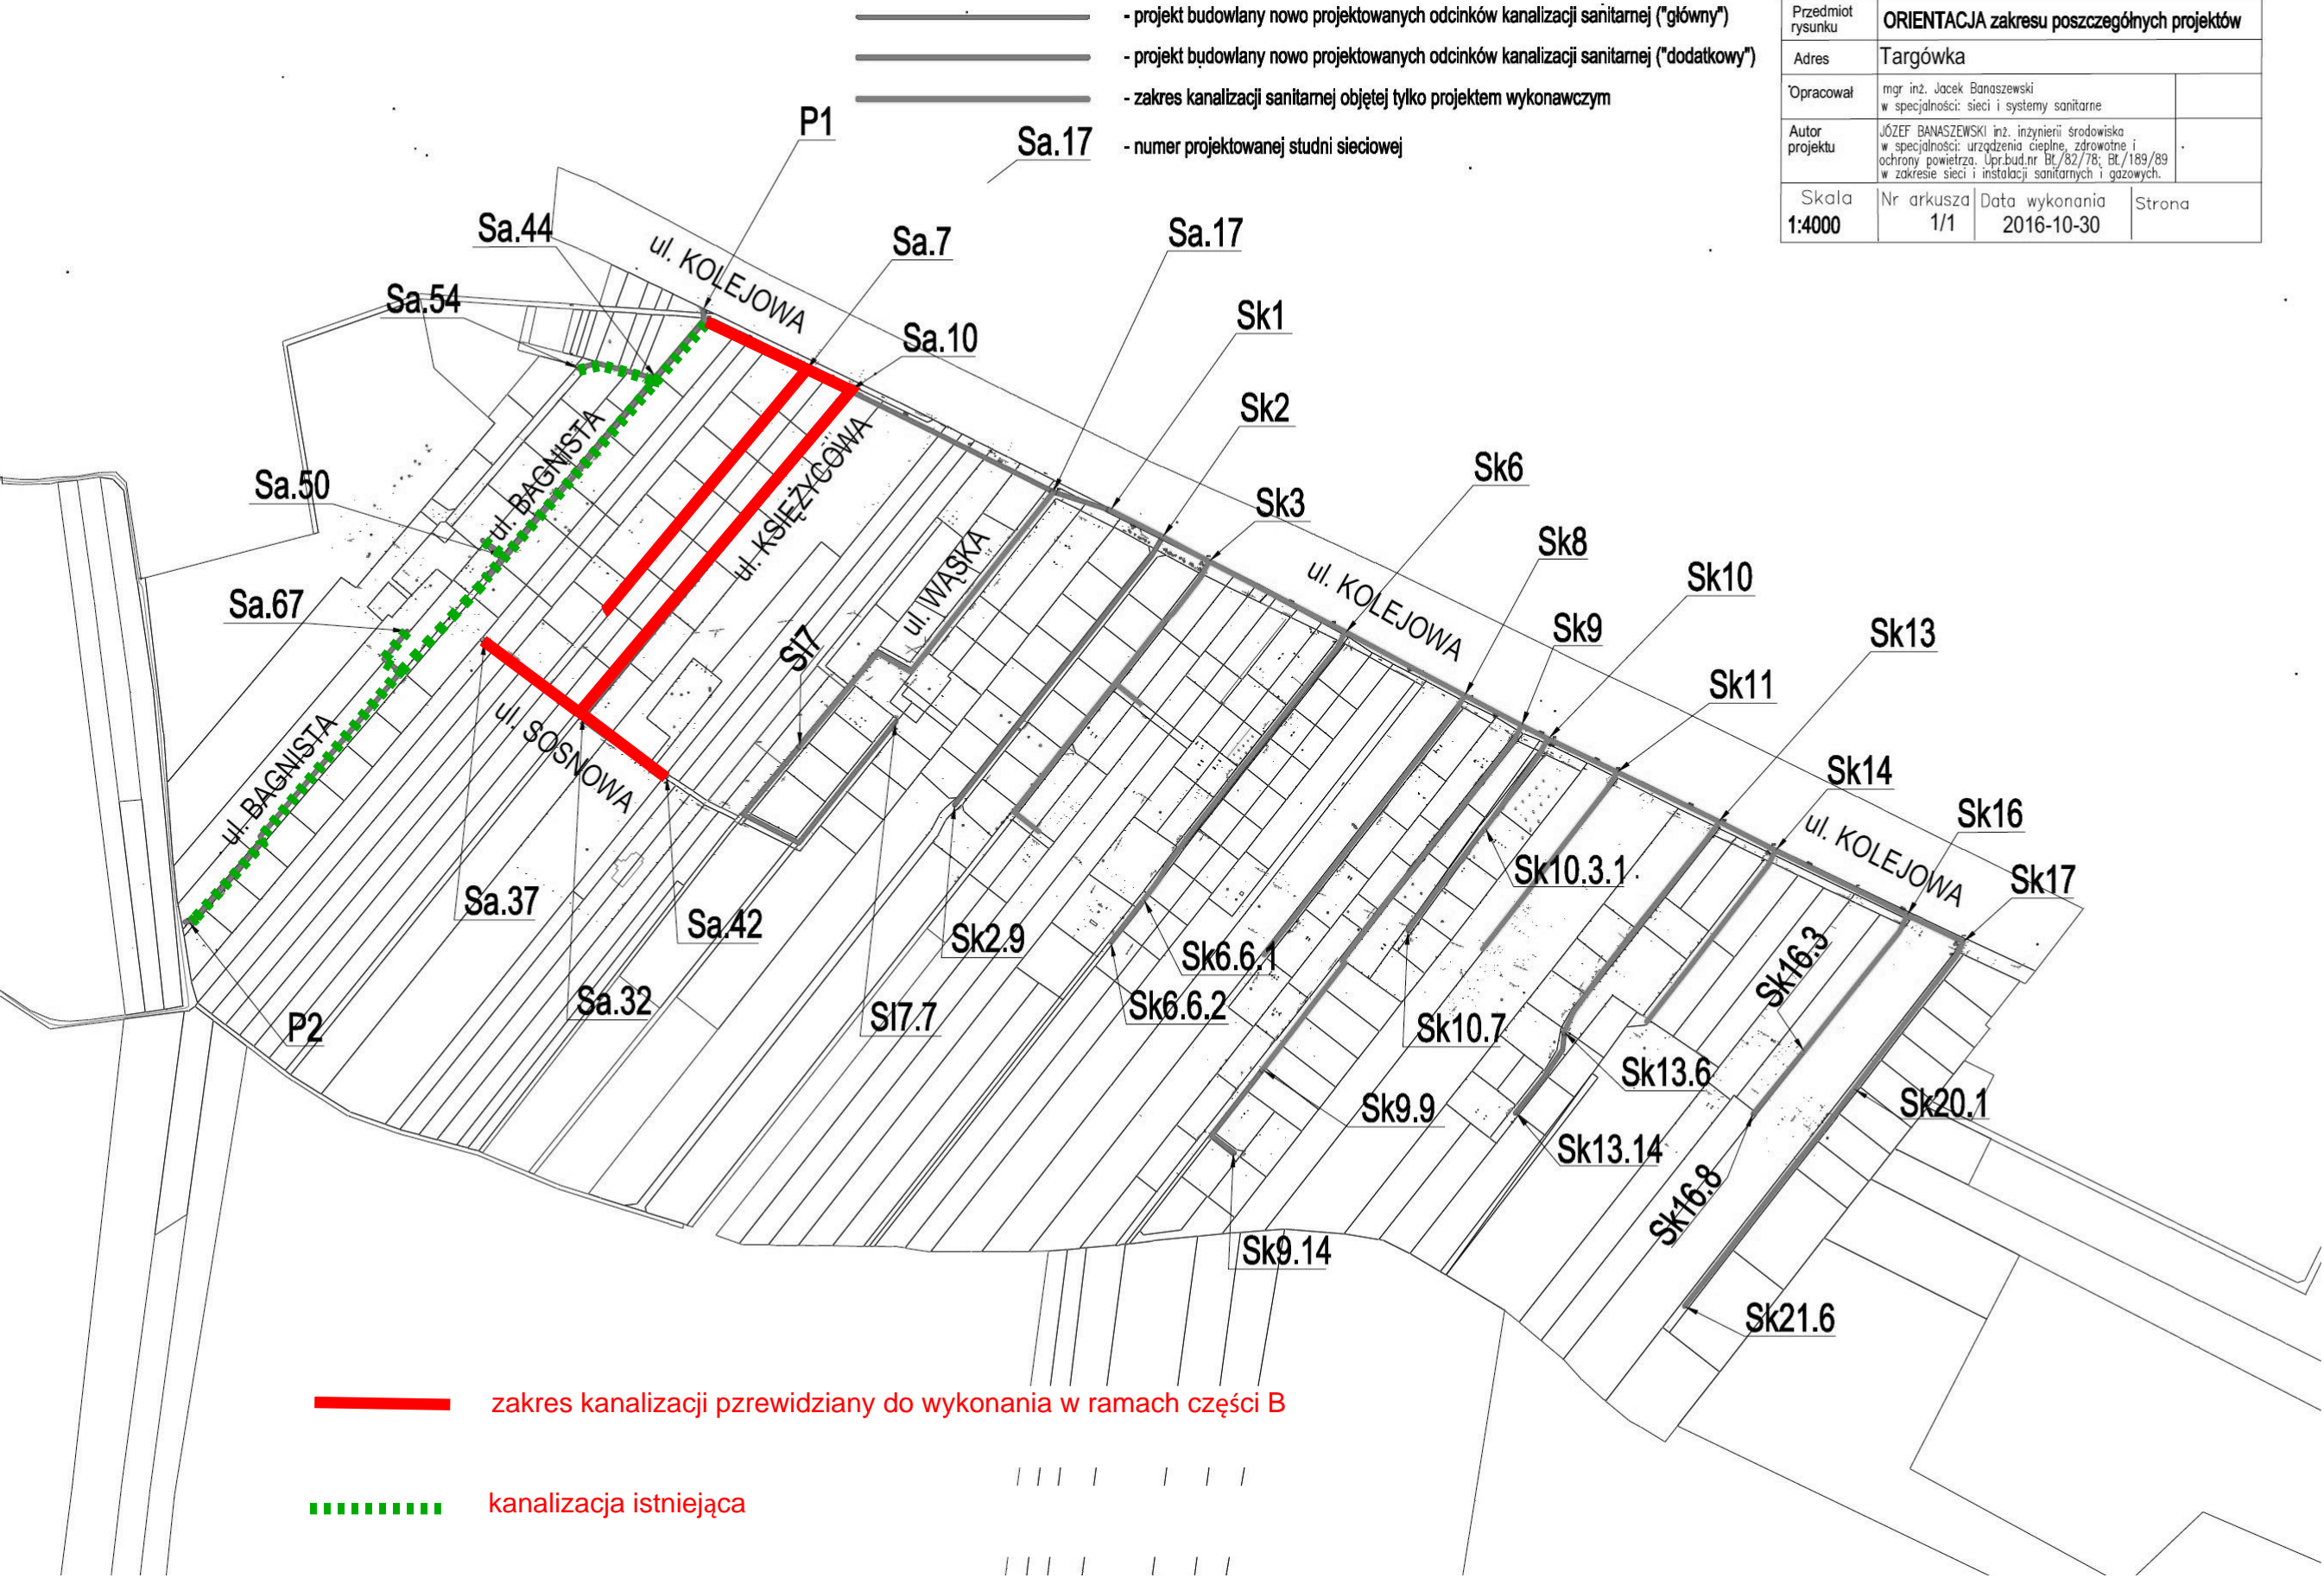 - projekt budowlany nowo projektowanych odcinków kanalizacji sanitarnej ("główny")
- projekt budowlany nowo projektowanych odcinków kanalizacji sanitarnej ("dodatkowy")
- zakres kanalizacji sanitarnej objętej tylko projektem wykonawczym
Sa.17 - numer projektowanej studni sieciowej
Przedmiot rysunku
ORIENTACJA zakresu poszczególnych projektów
Adres
Targówka
Opracował
mgr inż. Jacek Banaszewski
w specjalności: sieci i systemy sanitarne
Autor projektu
JÓZEF BANASZEWSKI inż. inżynierii środowiska
w specjalności: urządzenia cieplne, zdrowotne i
ochrony powietrza. Upr.bud.nr Bł./82/78; Bł./189/89
w zakresie sieci i instalacji sanitarnych i gazowych.
Skala
1:4000
Nr arkusza
1/1
Data wykonania
2016-10-30
Strona
P1
Sa.44
Sa.7
Sa.17
ul. KOLEJOWA
Sa.54
Sa.10
Sk1
Sk2
Sa.50
ul. BAGNISTA
ul. KSIĘŻYCOWA
Sk3
Sk6
Sk8
ul. WĄSKA
ul. KOLEJOWA
Sk10
Sa.67
Sl7
Sk9
Sk13
Sk11
ul. BAGNISTA
ul. SOSNOWA
Sk14
Sk16
ul. KOLEJOWA
Sk10.3.1
Sk17
Sa.37
Sa.42
Sk2.9
Sk6.6.1
Sk16.3
Sa.32
Sl7.7
Sk6.6.2
Sk10.7
P2
Sk13.6
Sk9.9
Sk20.1
Sk13.14
Sk16.8
Sk9.14
Sk21.6
zakres kanalizacji pzrewidziany do wykonania w ramach części B
kanalizacja istniejąca